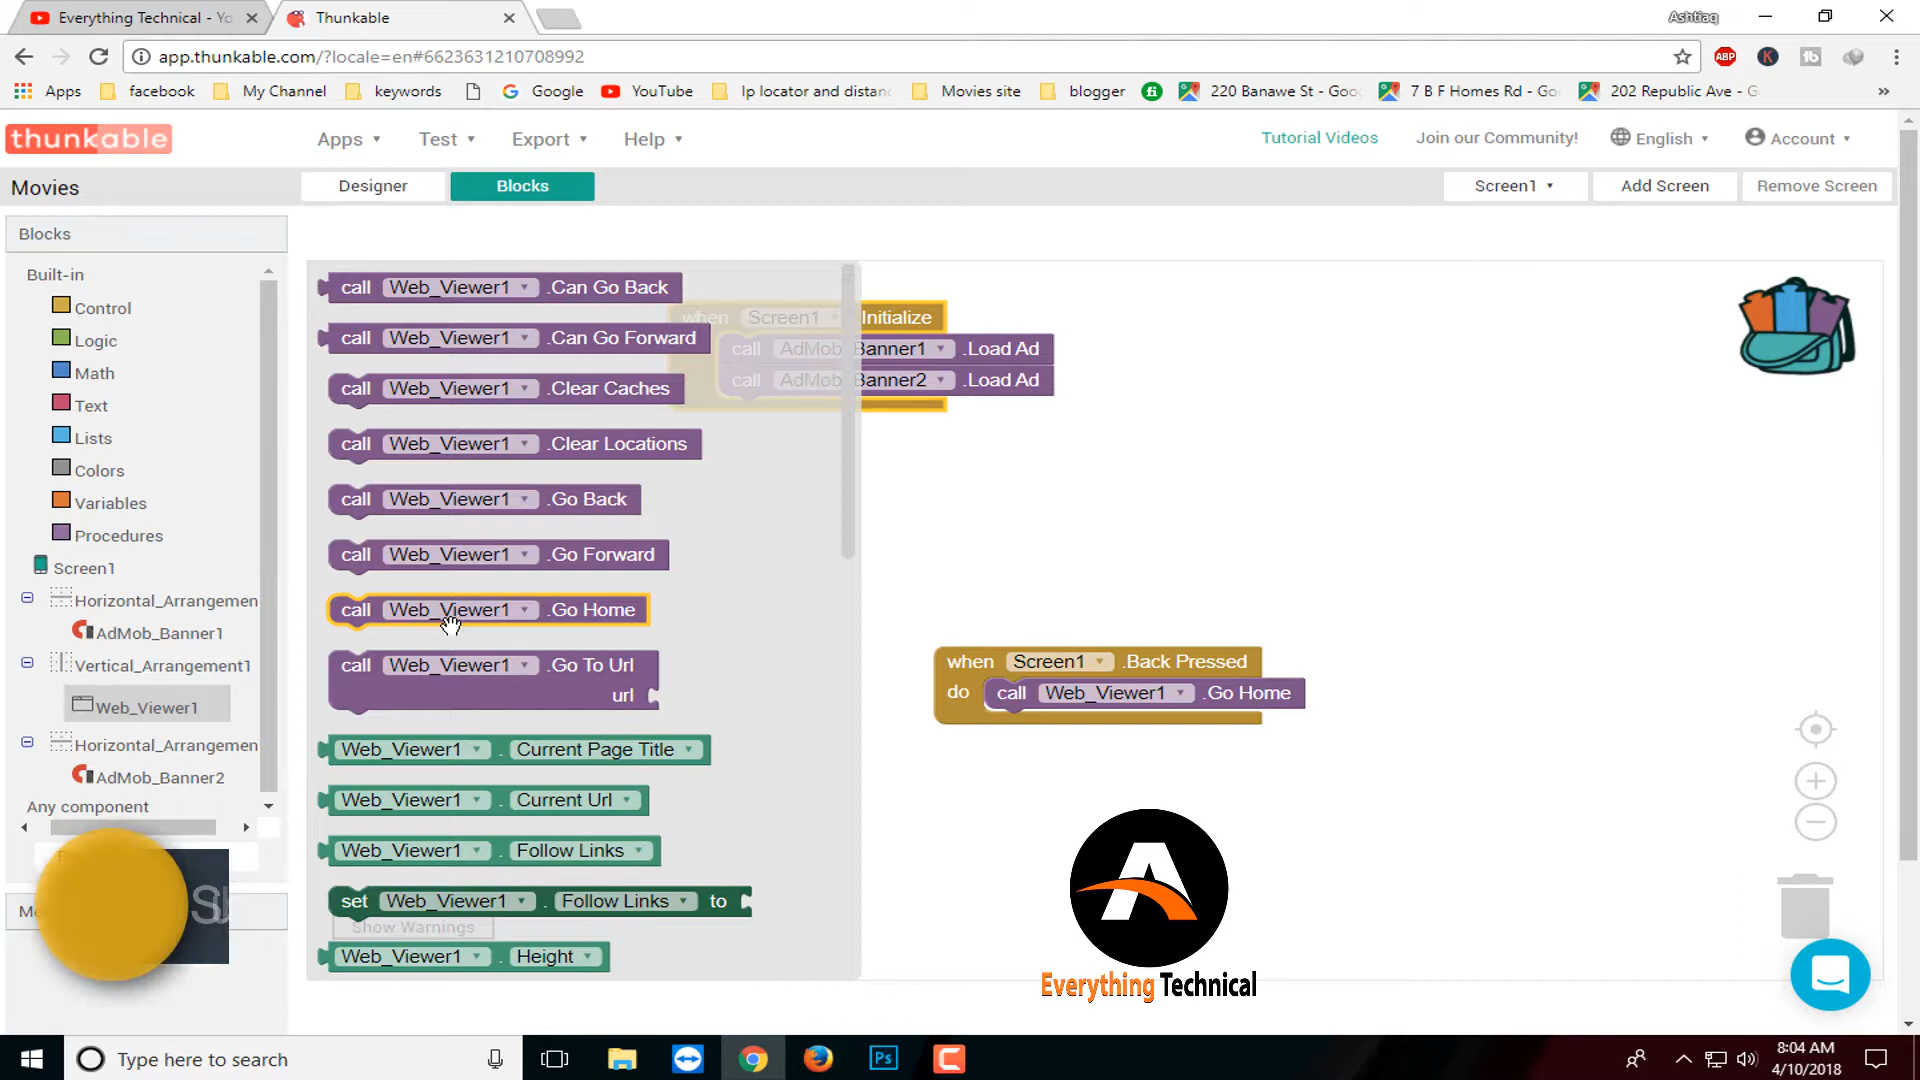 Everything Technical - Yo
Thunkable
Ashtiaq
app.thunkable.com/?locale=en#6623631210708992
ABP
K
Apps
facebook
My Channel
keywords
Google
YouTube
Ip locator and distanc
Movies site
blogger
220 Banawe St - Goo
7 B F Homes Rd - Go
202 Republic Ave - G
thunkable
Apps
Test
Export
Help
Tutorial Videos
Join our Community!
English
Account
Movies
Designer
Blocks
Screen1
Add Screen
Remove Screen
Blocks
Built-in
Control
Logic
Math
Text
Lists
Colors
Variables
Procedures
Screen1
Horizontal_Arrangemen
AdMob_Banner1
Vertical_Arrangement1
Web_Viewer1
Horizontal_Arrangemen
AdMob_Banner2
Any component
call Web_Viewer1 .Can Go Back
call Web_Viewer1 .Can Go Forward
call Web_Viewer1 .Clear Caches
call Web_Viewer1 .Clear Locations
call Web_Viewer1 .Go Back
call Web_Viewer1 .Go Forward
call Web_Viewer1 .Go Home
call Web_Viewer1 .Go To Url
url
Web_Viewer1 . Current Page Title
Web_Viewer1 . Current Url
Web_Viewer1 . Follow Links
set Web_Viewer1 . Follow Links to
Show Warnings
Web_Viewer1 . Height
when Screen1 .Initialize
call AdMob_Banner1 .Load Ad
call AdMob_Banner2 .Load Ad
when Screen1 .Back Pressed
do call Web_Viewer1 .Go Home
Everything Technical
Type here to search
Ps
8:04 AM
4/10/2018